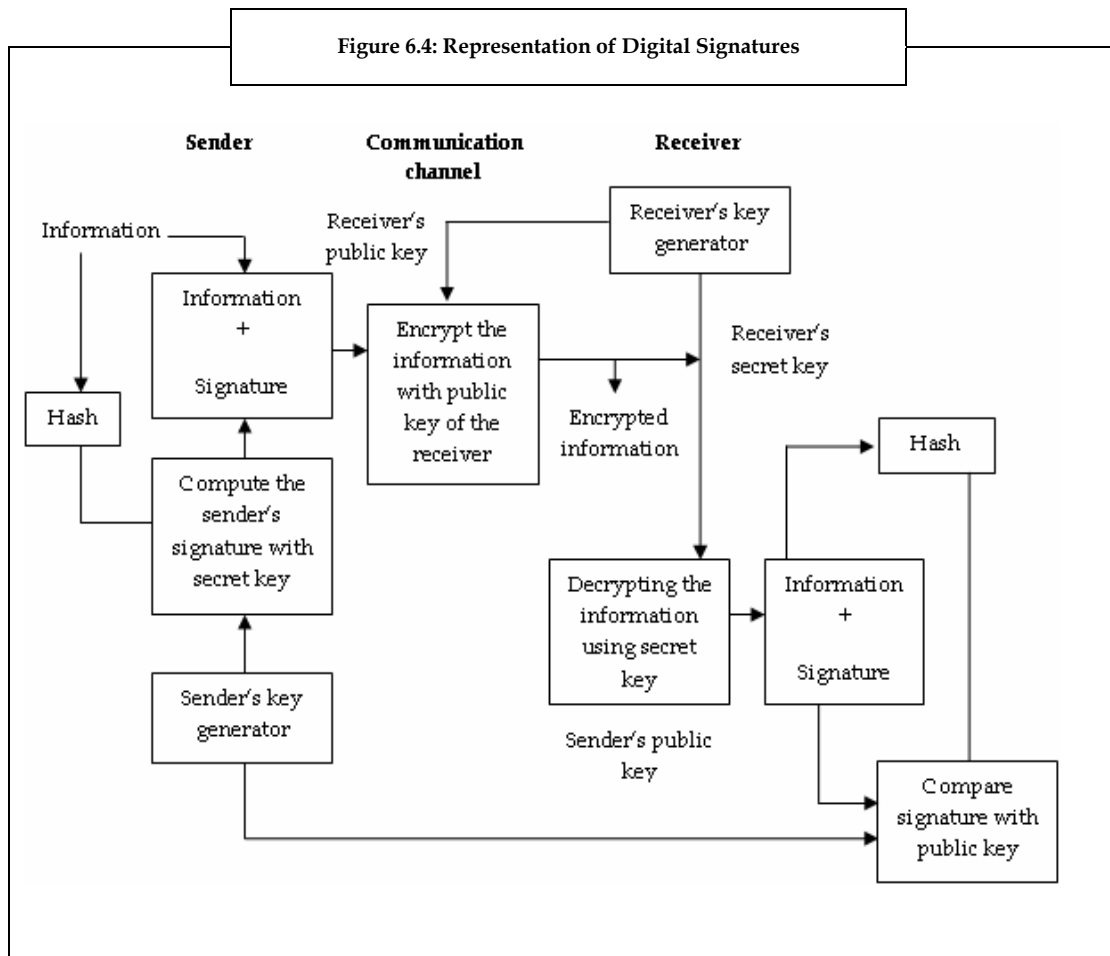 Figure 6.4: Representation of Digital Signatures
Sender
Communication
channel
Receiver
Information
Receiver's
public key
Receiver's key
generator
Information
+
Signature
Encrypt the
information
with public
key of the
receiver
Receiver's
secret key
Hash
Encrypted
information
Hash
Compute the
sender's
signature with
secret key
Decrypting the
information
using secret
key
Information
+
Signature
Sender's key
generator
Sender's public
key
Compare
signature with
public key